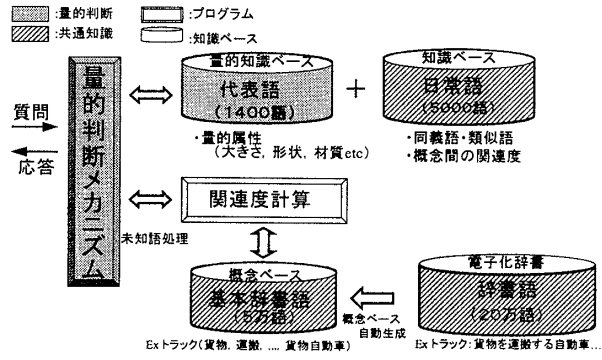 :量的判断
:プログラム
:共通知識
:知識ベース
量的判断メカニズム
質問
応答
量的知識ベース
代表語
(1400語)
・量的属性
(大きさ, 形状, 材質etc)
+
知識ベース
日常語
(5000語)
・同義語・類似語
・概念間の関連度
関連度計算
未知語処理
概念ベース
基本辞書語
(5万語)
Exトラック(貨物, 運搬, .... 貨物自動車)
概念ベース
自動生成
電子化辞書
辞書語
(20万語)
Exトラック:貨物を運搬する自動車...